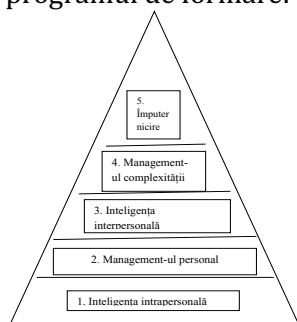 programul de formare.
5.
Împuter
nicire
4. Management-
ul complexității
3. Inteligența
interpersonală
2. Management-ul personal
1. Inteligența intrapersonală